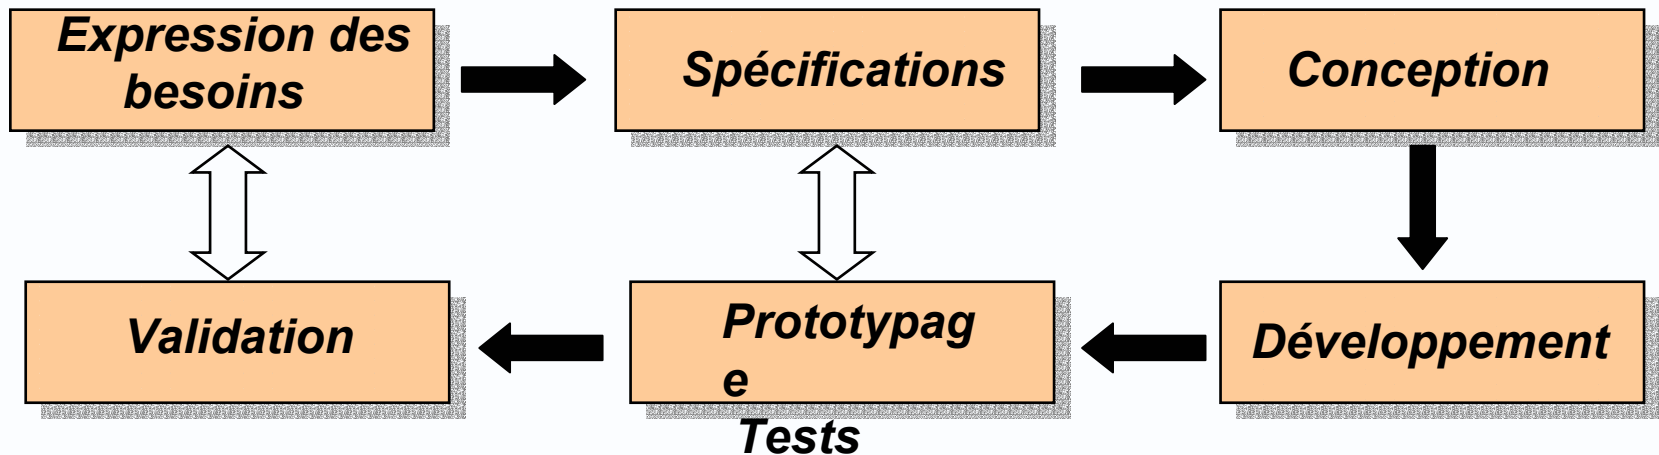 Expression des
besoins
Spécifications
Conception
Validation
Prototypag
e
Tests
Développement